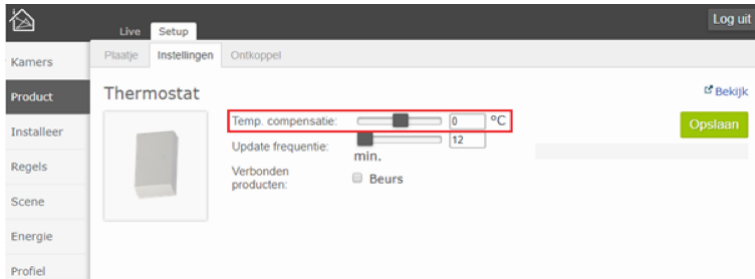 Log uit
Live Setup
Kamers
Plaatje Instellingen Ontkoppel
Product
Thermostat
Bekijk
Temp. compensatie: 0 °C
Opslaan
Installeer
Update frequentie: 12
min.
Regels
Verbonden
producten: Beurs
Scene
Energie
Profiel